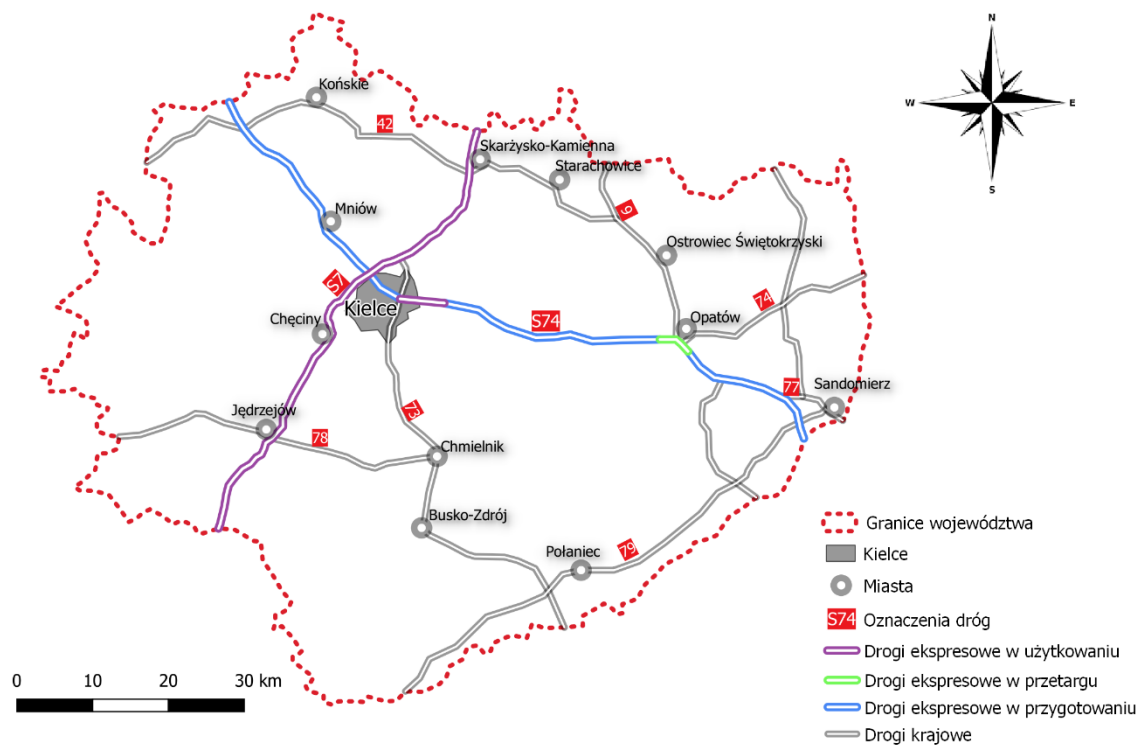 N
W
E
S
Końskie
42
Skarżysko-Kamienna
Starachowice
Mniów
9
Ostrowiec Świętokrzyski
S7
Kielce
74
Chęciny
S74
Opatów
77
Sandomierz
Jędrzejów
73
78
Chmielnik
Busko-Zdrój
Połaniec
79
Granice województwa
Kielce
Miasta
S74
Oznaczenia dróg
Drogi ekspresowe w użytkowaniu
Drogi ekspresowe w przetargu
Drogi ekspresowe w przygotowaniu
Drogi krajowe
0 10 20 30 km